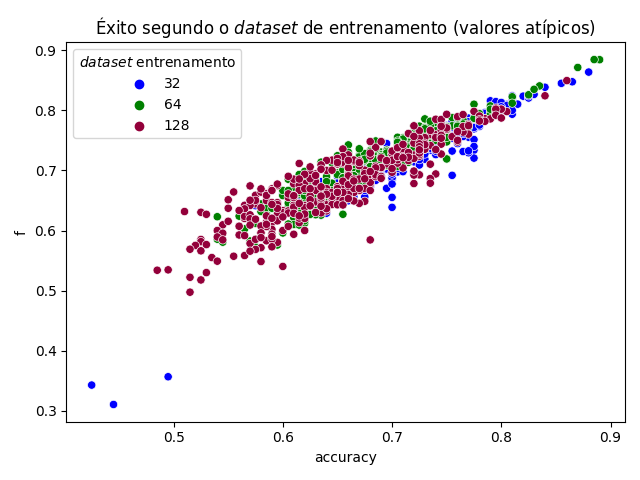 Éxito segundo o dataset de entrenamento (valores atípicos)
dataset entrenamento
32
64
128
0.9
0.8
0.7
0.6
0.5
0.4
0.3
f
0.5 0.6 0.7 0.8 0.9
accuracy